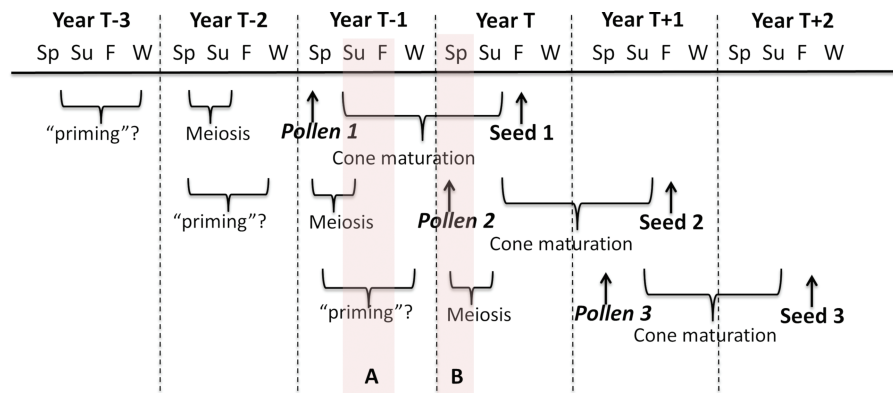 Year T-3 Year T-2 Year T-1 Year T Year T+1 Year T+2
Sp Su F W Sp Su F W Sp Su F W Sp Su F W Sp Su F W Sp Su F W
“priming”? Meiosis Pollen 1 Seed 1
Cone maturation
“priming”? Meiosis Pollen 2 Seed 2
Cone maturation
“priming”? Meiosis Pollen 3 Seed 3
Cone maturation
A B